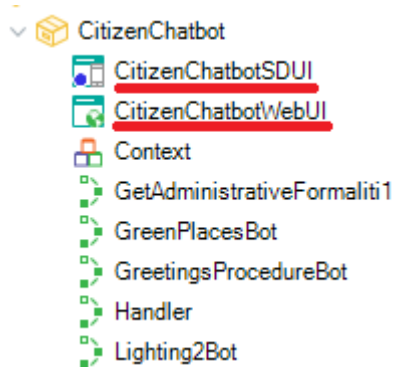 CitizenChatbot
CitizenChatbotSDUI
CitizenChatbotWebUI
Context
GetAdministrativeFormaliti1
GreenPlacesBot
GreetingsProcedureBot
Handler
Lighting2Bot